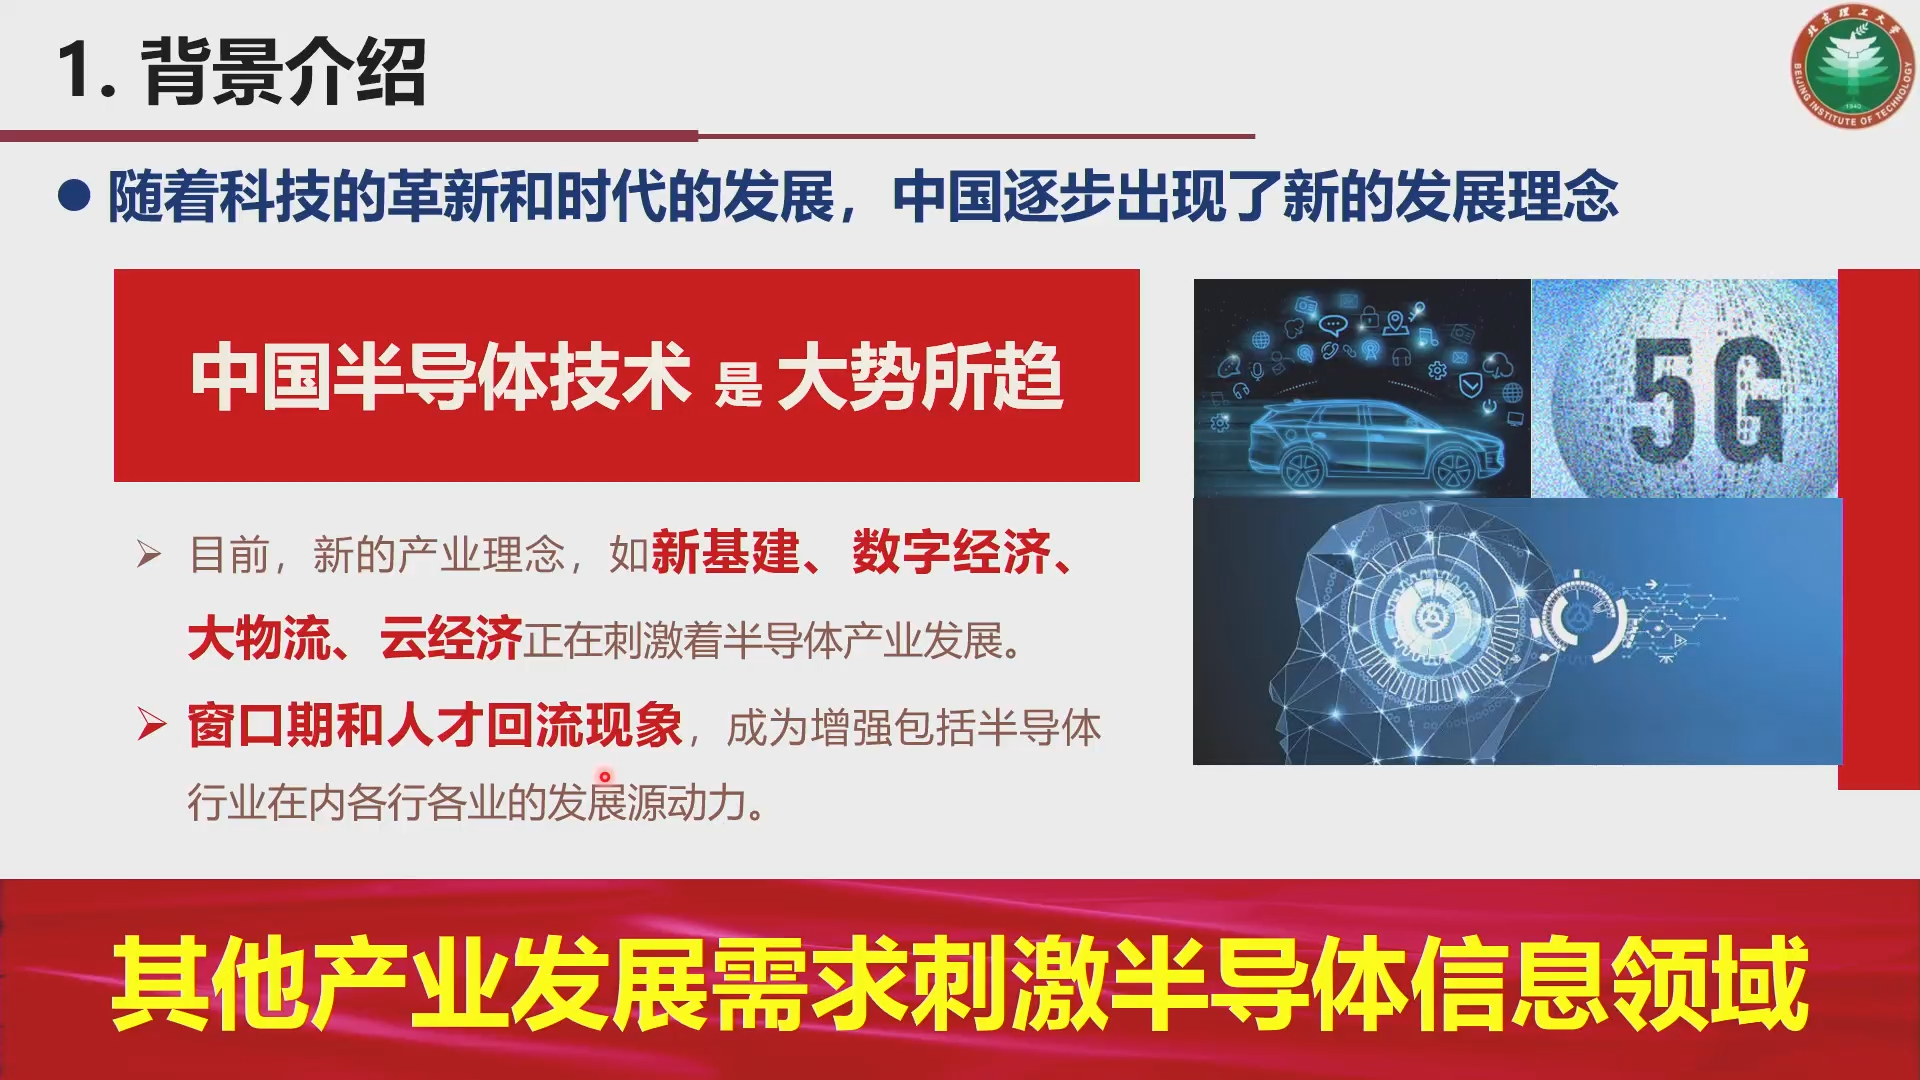 1. 背景介绍
北京理工大学
BEIJING INSTITUTE OF TECHNOLOGY
1940
随着科技的革新和时代的发展，中国逐步出现了新的发展理念
中国半导体技术 是 大势所趋
5G
目前，新的产业理念，如新基建、数字经济、
大物流、云经济正在刺激着半导体产业发展。
窗口期和人才回流现象，成为增强包括半导体
行业在内各行各业的发展源动力。
其他产业发展需求刺激半导体信息领域